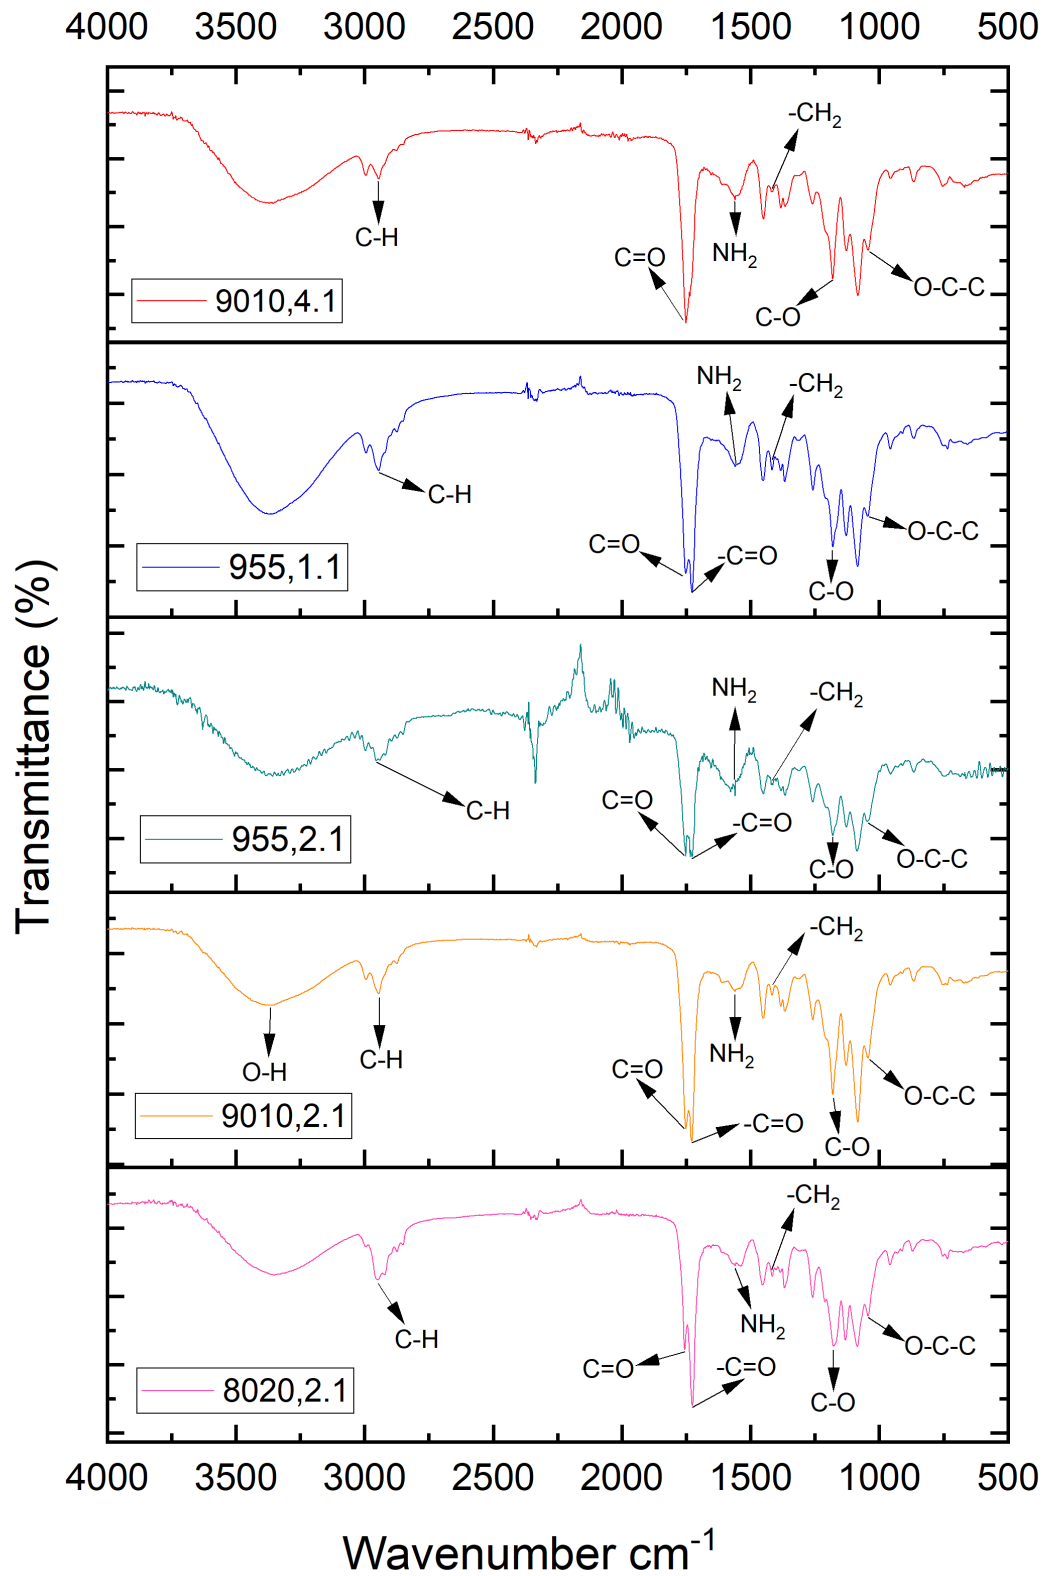 4000 3500 3000 2500 2000 1500 1000 500
-CH2
C-H
NH2
C=O
O-C-C
C-O
9010,4.1
NH2
-CH2
C-H
O-C-C
C=O
-C=O
C-O
955,1.1
Transmittance (%)
NH2
-CH2
C=O
C-H
-C=O
O-C-C
C-O
955,2.1
-CH2
NH2
C-H
O-H
C=O
O-C-C
-C=O
C-O
9010,2.1
-CH2
NH2
C-H
O-C-C
C=O
-C=O
C-O
8020,2.1
4000 3500 3000 2500 2000 1500 1000 500
Wavenumber cm-1